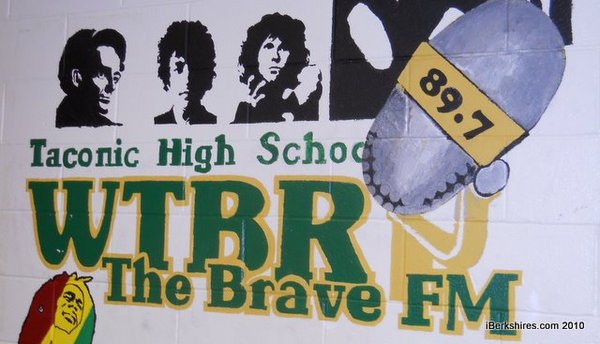 89.7
Taconic High Schoo
WTBR
The Brave FM
iBerkshires.com 2010